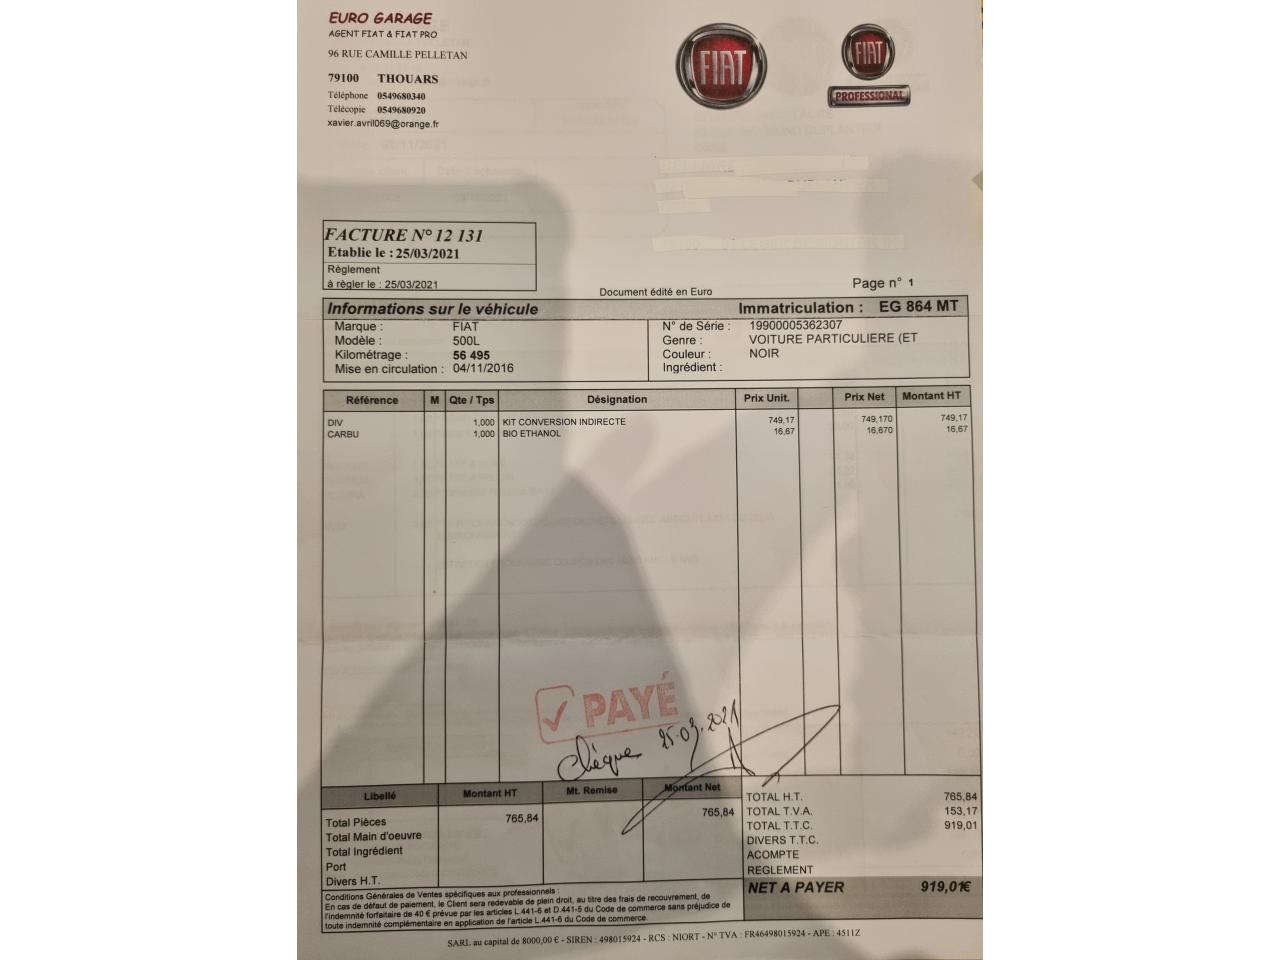 EURO GARAGE
AGENT FIAT & FIAT PRO
96 RUE CAMILLE PELLETAN
79100 THOUARS
Téléphone 0549680340
Télécopie 0549680920
xavier.avril069@orange.fr
FIAT
FIAT
PROFESSIONAL
FACTURE N° 12 131
Etablie le : 25/03/2021
Règlement
à règler le : 25/03/2021
Document édité en Euro
Page n° 1
Informations sur le véhicule
Immatriculation : EG 864 MT
Marque : FIAT
Modèle : 500L
Kilométrage : 56 495
Mise en circulation : 04/11/2016
N° de Série : 19900005362307
Genre : VOITURE PARTICULIERE (ET
Couleur : NOIR
Ingrédient :
Référence M Qte / Tps Désignation Prix Unit. Prix Net Montant HT
DIV 1,000 KIT CONVERSION INDIRECTE 749,17 749,170 749,17
CARBU 1,000 BIO ETHANOL 16,67 16,670 16,67
PAYÉ
Chèque 25.03.2021
Libellé Montant HT Mt. Remise Montant Net
Total Pièces 765,84 765,84
Total Main d'oeuvre
Total Ingrédient
Port
Divers H.T.
TOTAL H.T. 765,84
TOTAL T.V.A. 153,17
TOTAL T.T.C. 919,01
DIVERS T.T.C.
ACOMPTE
REGLEMENT
NET A PAYER 919,01€
Conditions Générales de Ventes spécifiques aux professionnels :
En cas de défaut de paiement, le Client sera redevable de plein droit, au titre des frais de recouvrement, de
l'indemnité forfaitaire de 40 € prévue par les articles L.441-6 et D.441-5 du Code de commerce sans préjudice de
toute indemnité complémentaire en application de l'article L.441-6 du Code de commerce.
SARL au capital de 8000,00 € - SIREN : 498015924 - RCS : NIORT - N° TVA : FR46498015924 - APE : 4511Z